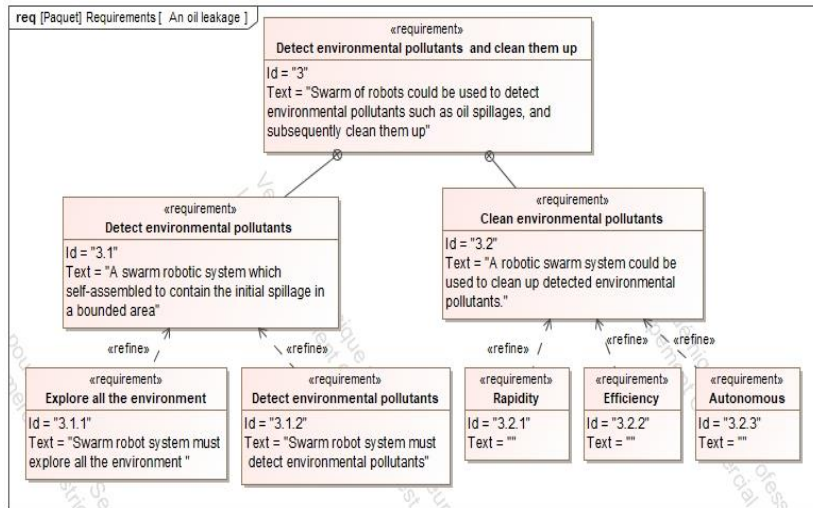 req [Paquet] Requirements [ An oil leakage ]
«requirement»
Detect environmental pollutants and clean them up
Id = "3"
Text = "Swarm of robots could be used to detect
environmental pollutants such as oil spillages, and
subsequently clean them up"
«requirement»
Detect environmental pollutants
Id = "3.1"
Text = "A swarm robotic system which
self-assembled to contain the initial spillage in
a bounded area"
«requirement»
Clean environmental pollutants
Id = "3.2"
Text = "A robotic swarm system could be
used to clean up detected environmental
pollutants."
«refine»
«refine»
«refine»
«refine»
«refine»
«requirement»
Explore all the environment
Id = "3.1.1"
Text = "Swarm robot system must
explore all the environment "
«requirement»
Detect environmental pollutants
Id = "3.1.2"
Text = "Swarm robot system must
detect environmental pollutants"
«requirement»
Rapidity
Id = "3.2.1"
Text = ""
«requirement»
Efficiency
Id = "3.2.2"
Text = ""
«requirement»
Autonomous
Id = "3.2.3"
Text = ""